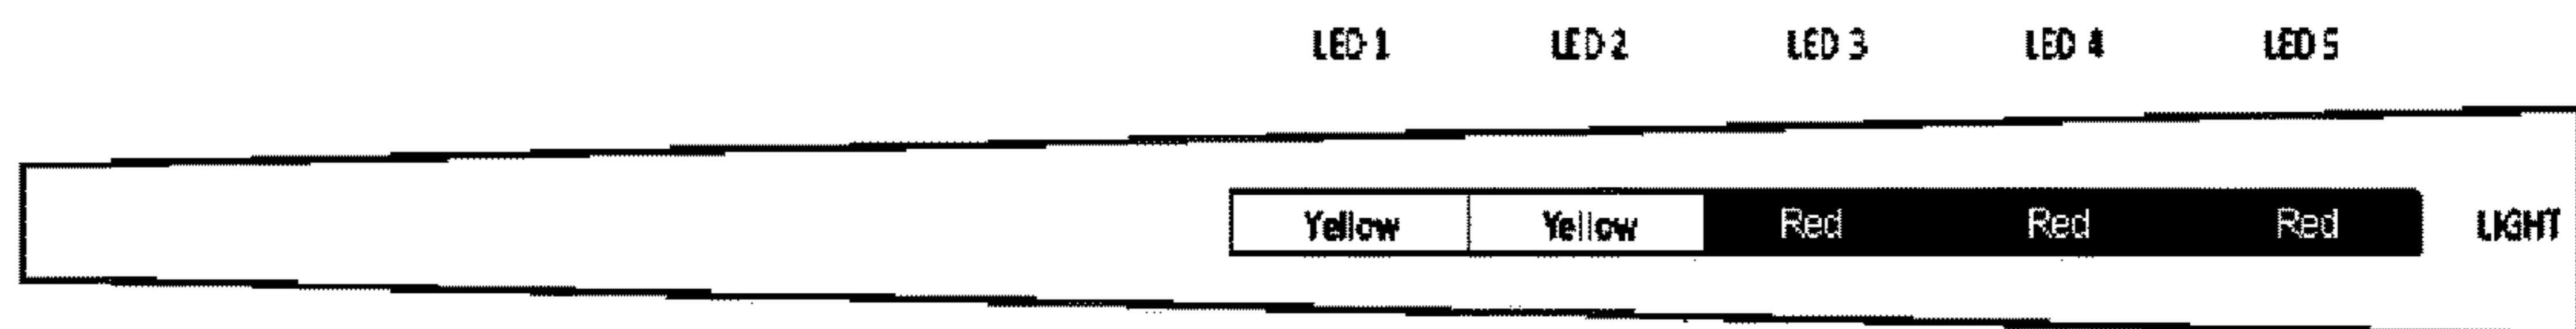 LED 1 LED 2 LED 3 LED 4 LED 5
Yellow Yellow Red Red Red LIGHT